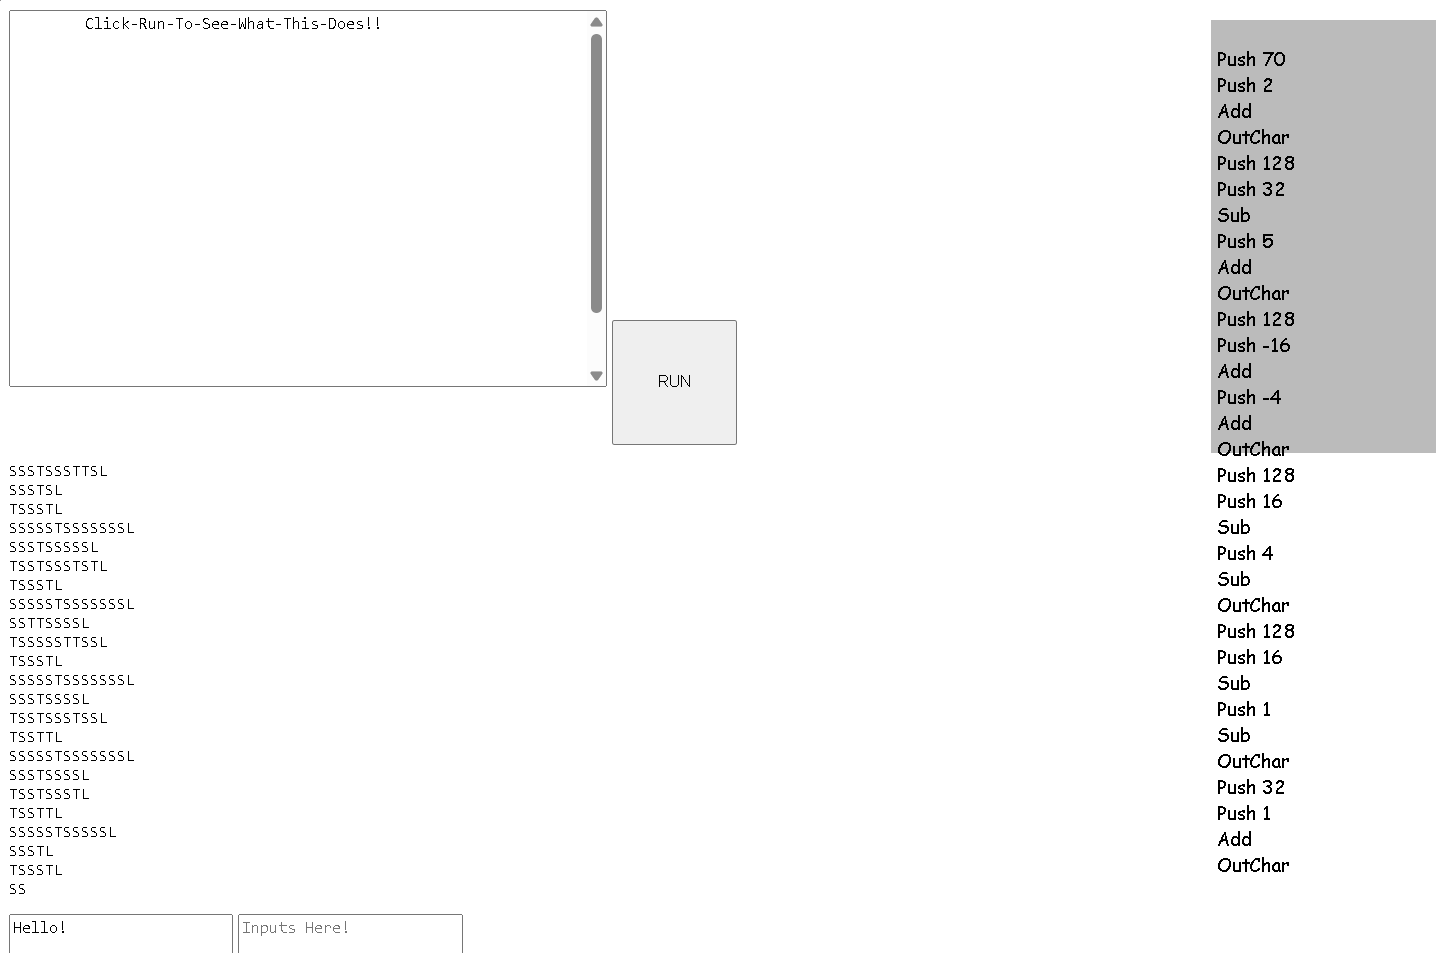 Click-Run-To-See-What-This-Does!!
RUN
SSSTSSSTTSL
SSSTSL
TSSSTL
SSSSSTSSSSSSSL
SSSTSSSSSL
TSSTSSSTSTL
TSSSTL
SSSSSTSSSSSSSL
SSTTSSSSL
TSSSSSTTSSL
TSSSTL
SSSSSTSSSSSSSL
SSSTSSSSL
TSSTSSSTSSL
TSSTTL
SSSSSTSSSSSSSL
SSSTSSSSL
TSSTSSSTL
TSSTTL
SSSSSTSSSSSL
SSSTL
TSSSTL
SS
Hello!
Inputs Here!
Push 70
Push 2
Add
OutChar
Push 128
Push 32
Sub
Push 5
Add
OutChar
Push 128
Push -16
Add
Push -4
Add
OutChar
Push 128
Push 16
Sub
Push 4
Sub
OutChar
Push 128
Push 16
Sub
Push 1
Sub
OutChar
Push 32
Push 1
Add
OutChar